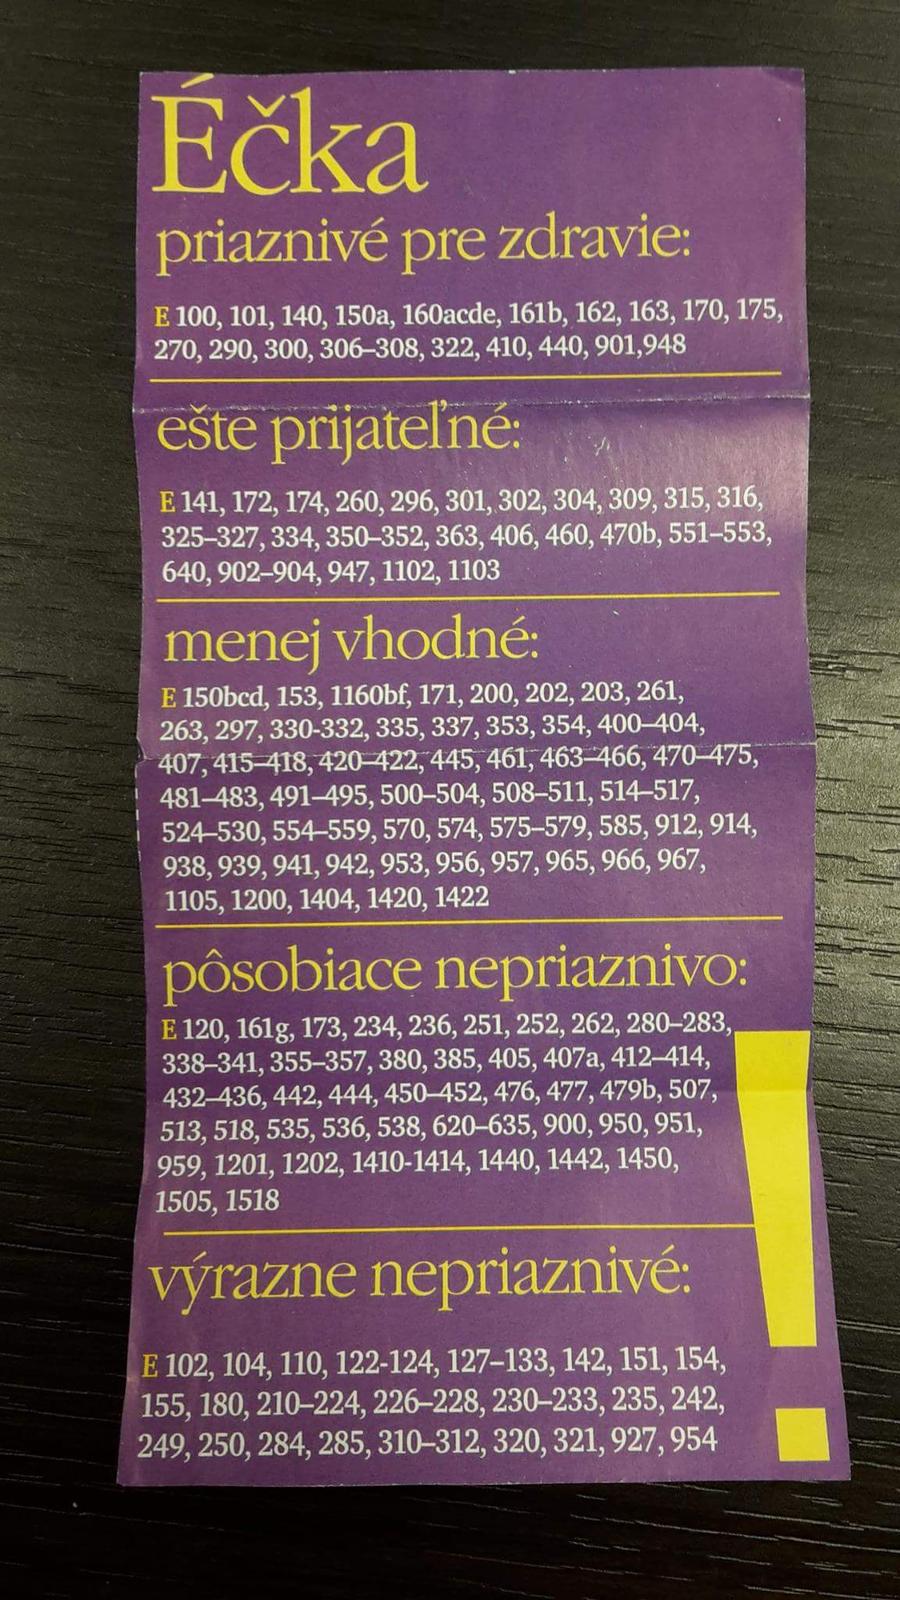 Éčka
priaznivé pre zdravie:
E 100, 101, 140, 150a, 160acde, 161b, 162, 163, 170, 175,
270, 290, 300, 306–308, 322, 410, 440, 901,948
ešte prijateľné:
E 141, 172, 174, 260, 296, 301, 302, 304, 309, 315, 316,
325–327, 334, 350–352, 363, 406, 460, 470b, 551–553,
640, 902–904, 947, 1102, 1103
menej vhodné:
E 150bcd, 153, 1160bf, 171, 200, 202, 203, 261,
263, 297, 330-332, 335, 337, 353, 354, 400–404,
407, 415–418, 420–422, 445, 461, 463–466, 470–475,
481–483, 491–495, 500–504, 508–511, 514–517,
524–530, 554–559, 570, 574, 575–579, 585, 912, 914,
938, 939, 941, 942, 953, 956, 957, 965, 966, 967,
1105, 1200, 1404, 1420, 1422
pôsobiace nepriaznivo:
E 120, 161g, 173, 234, 236, 251, 252, 262, 280–283,
338–341, 355–357, 380, 385, 405, 407a, 412–414,
432–436, 442, 444, 450–452, 476, 477, 479b, 507,
513, 518, 535, 536, 538, 620–635, 900, 950, 951,
959, 1201, 1202, 1410-1414, 1440, 1442, 1450,
1505, 1518
!
výrazne nepriaznivé:
E 102, 104, 110, 122-124, 127–133, 142, 151, 154,
155, 180, 210–224, 226–228, 230–233, 235, 242,
249, 250, 284, 285, 310–312, 320, 321, 927, 954